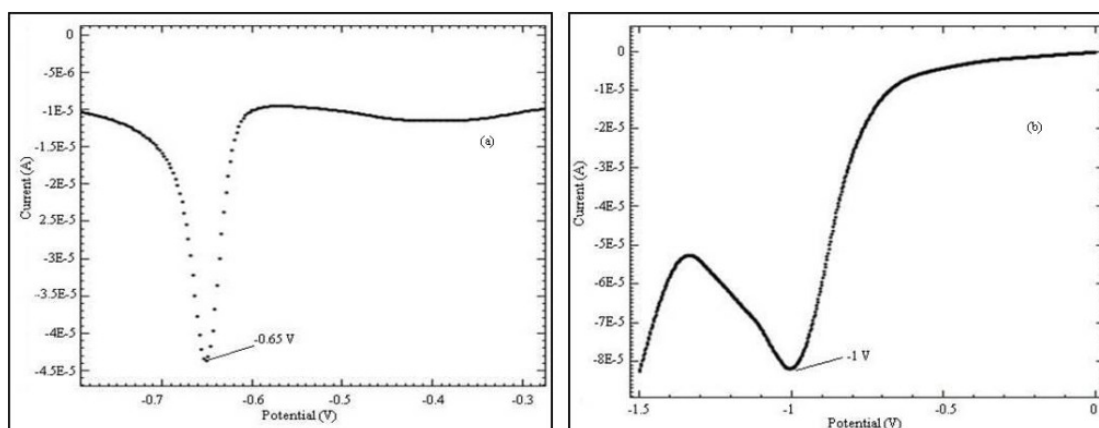 0
-5E-6
-1E-5
-1.5E-5
-2E-5
2.5E-5
-3E-5
-3.5E-5
-4E-5
-4.5E-5
Current (A)
(a)
-0.65 V
-0.7 -0.6 -0.5 -0.4 -0.3
Potential (V)
0
-1E-5
-2E-5
-3E-5
-4E-5
-5E-5
-6E-5
-7E-5
-8E-5
Current (A)
(b)
-1 V
-1.5 -1 -0.5 0
Potential (V)